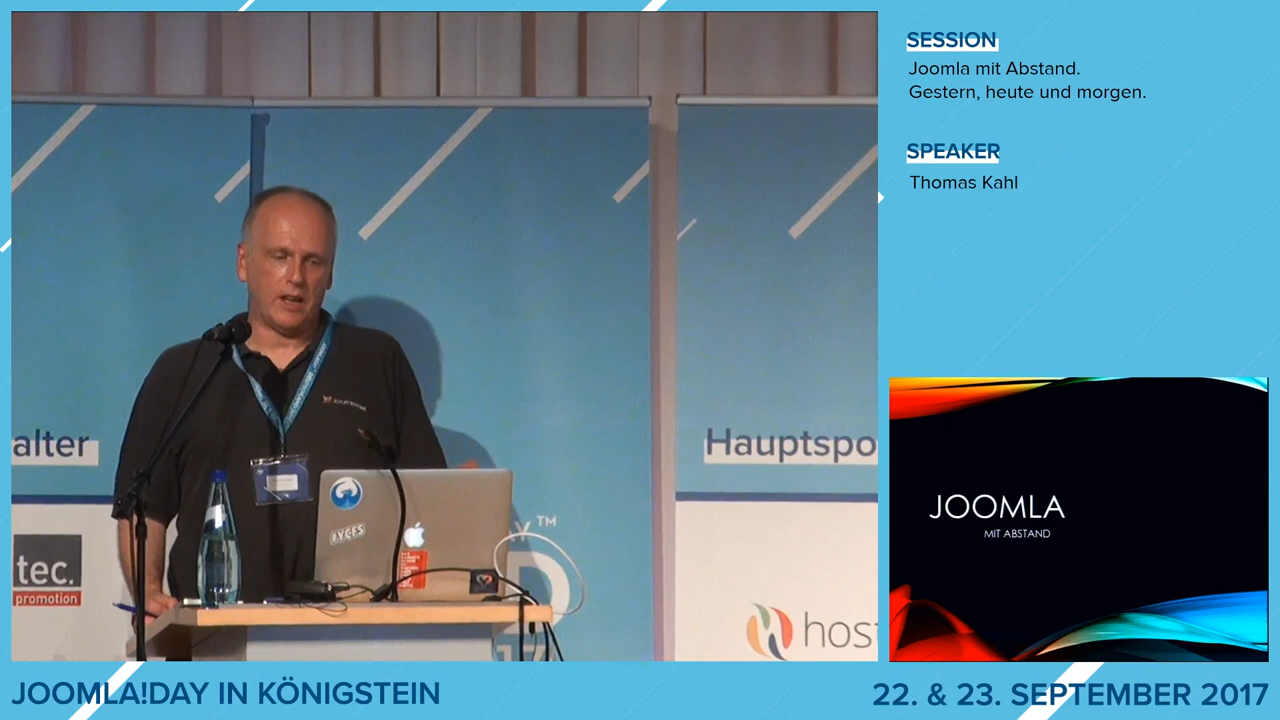 SESSION
Joomla mit Abstand.
Gestern, heute und morgen.
SPEAKER
Thomas Kahl
alter
Hauptspo
tec.
promotion
TM
host
JOOMLA
MIT ABSTAND
JOOMLA!DAY IN KÖNIGSTEIN
22. & 23. SEPTEMBER 2017